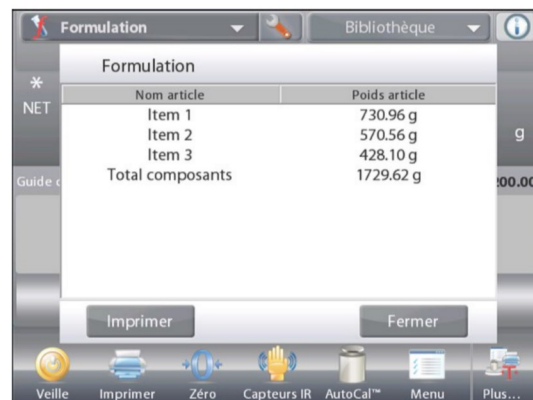 Formulation Bibliothèque
Formulation
* NET
Nom article Poids article
Item 1 730.96 g
Item 2 570.56 g
g
Item 3 428.10 g
Total composants 1729.62 g
Guide
Imprimer Fermer
Veille Imprimer Zéro Capteurs IR AutoCal™ Menu Plus...